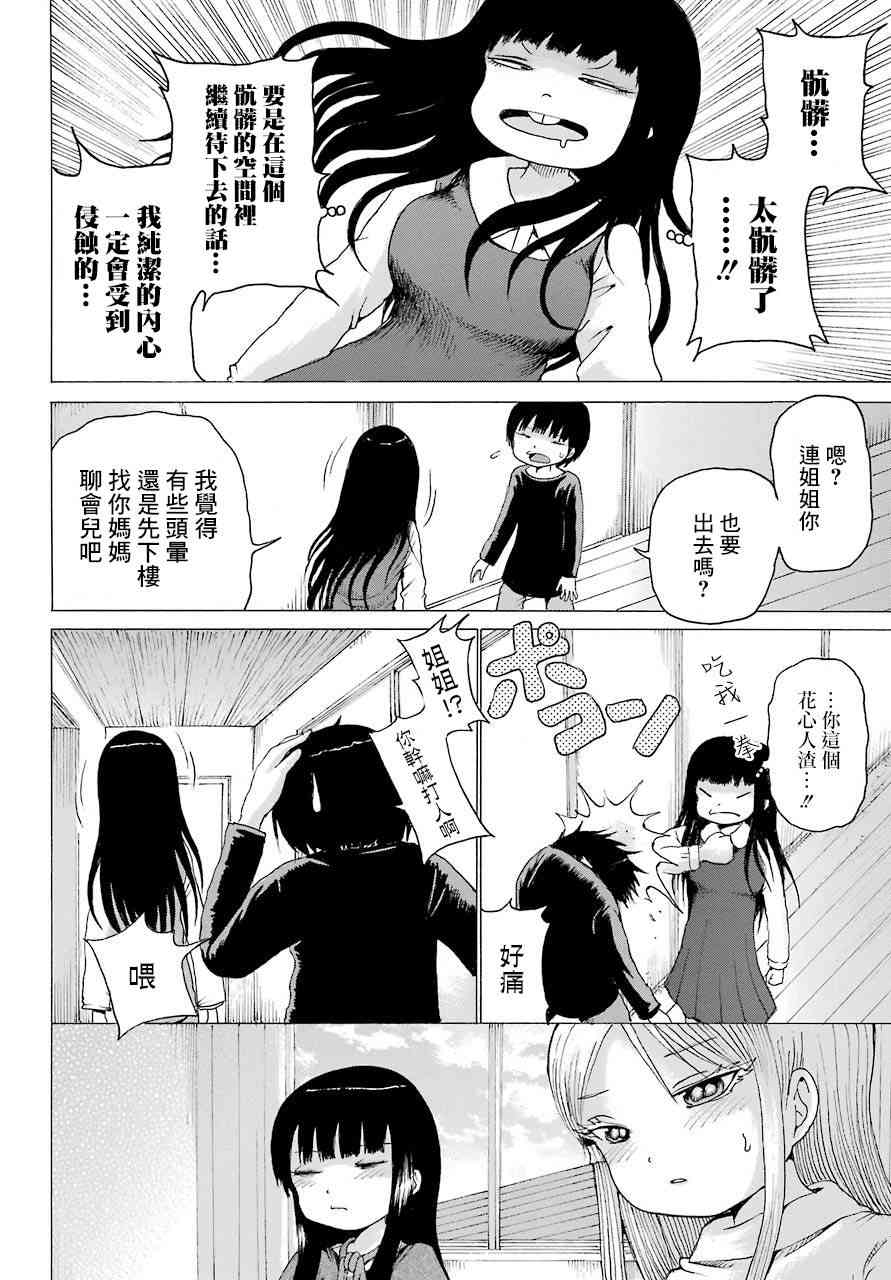 骯髒…
太骯髒了
……!!
要是在這個
骯髒的空間裡
繼續待下去的話…
我純潔的內心
一定會受到
侵蝕的…
嗯？
連姐姐你
也要
出去嗎？
我覺得
有些頭暈
還是先下樓
找你媽媽
聊會兒吧
…你這個
花心人渣…!!
吃我一拳
ポコーン
好痛
姐姐!?
你幹嘛打人啊
喂